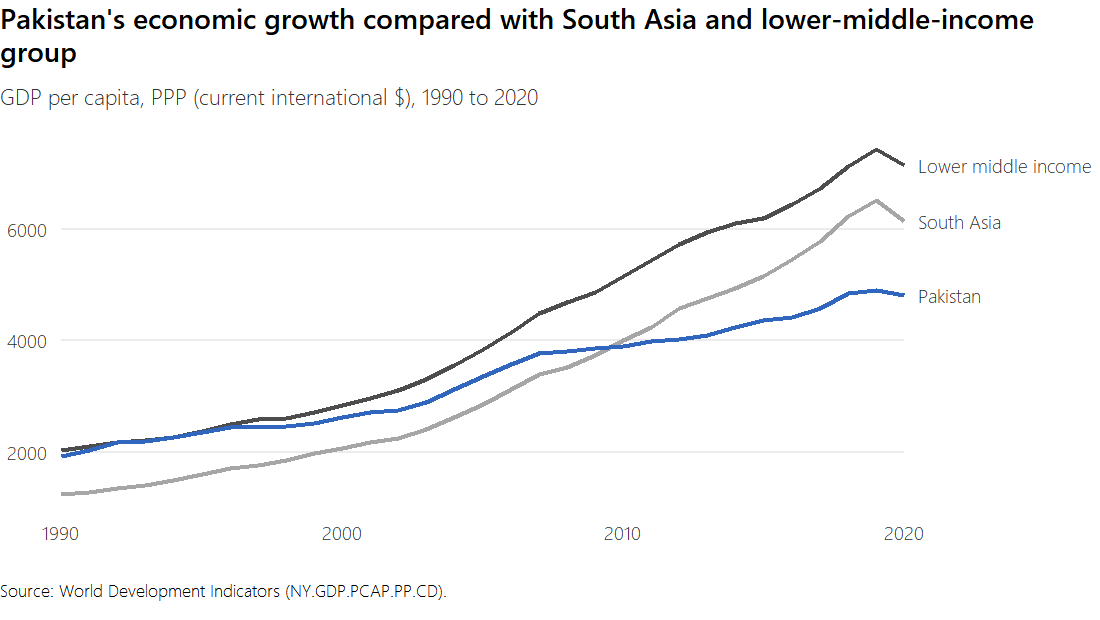 Pakistan's economic growth compared with South Asia and lower-middle-income
group
GDP per capita, PPP (current international $), 1990 to 2020
Lower middle income
6000
South Asia
Pakistan
4000
2000
1990
2000
2010
2020
Source: World Development Indicators (NY.GDP.PCAP.PP.CD).